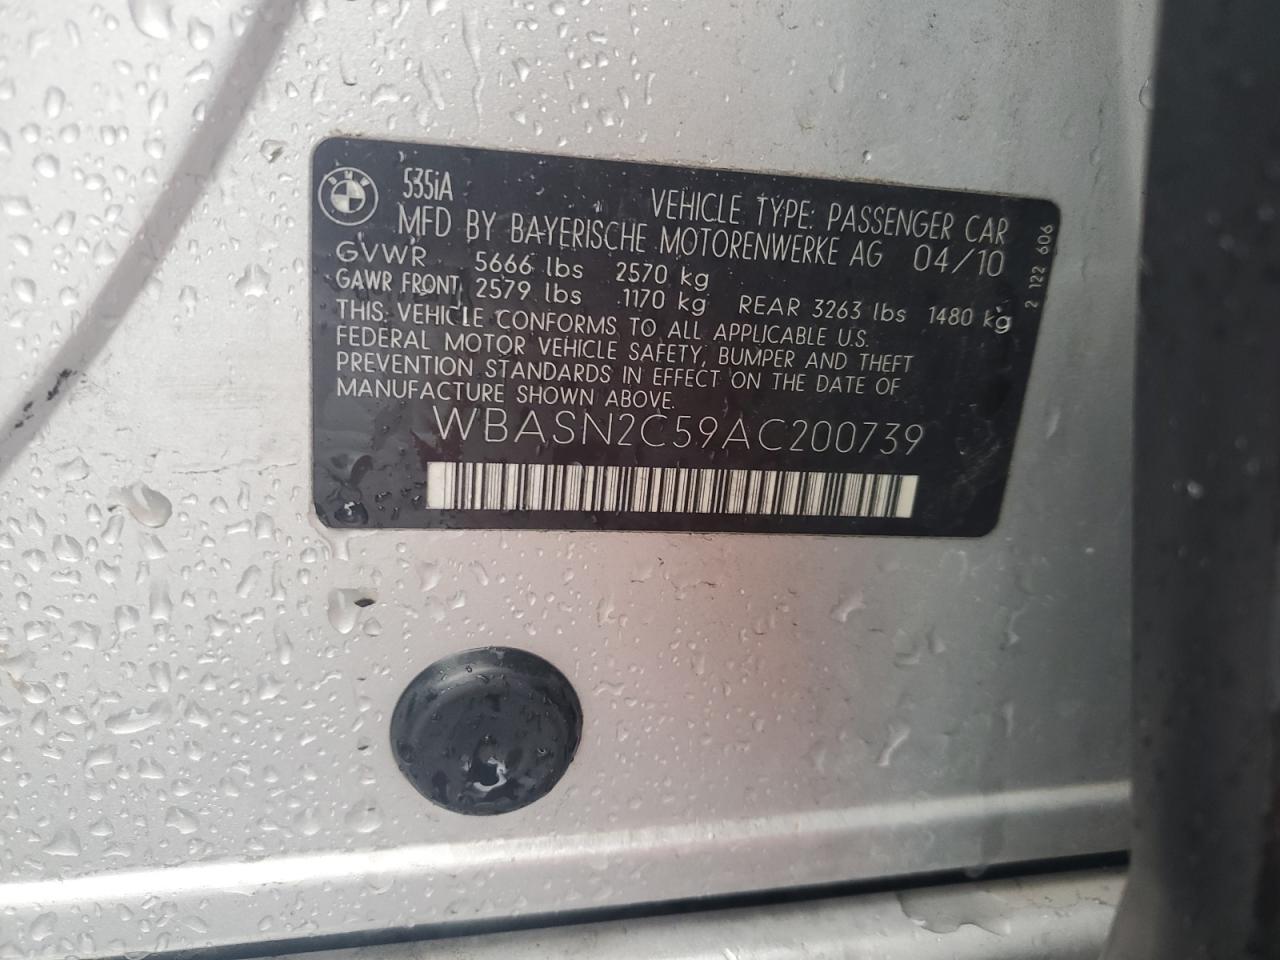 BMW
535iA
VEHICLE TYPE: PASSENGER CAR
MFD BY BAYERISCHE MOTORENWERKE AG 04/10
GVWR 5666 lbs 2570 kg
GAWR FRONT 2579 lbs 1170 kg REAR 3263 lbs 1480 kg
THIS VEHICLE CONFORMS TO ALL APPLICABLE U.S.
FEDERAL MOTOR VEHICLE SAFETY, BUMPER AND THEFT
PREVENTION STANDARDS IN EFFECT ON THE DATE OF
MANUFACTURE SHOWN ABOVE.
WBASN2C59AC200739
2 122 606